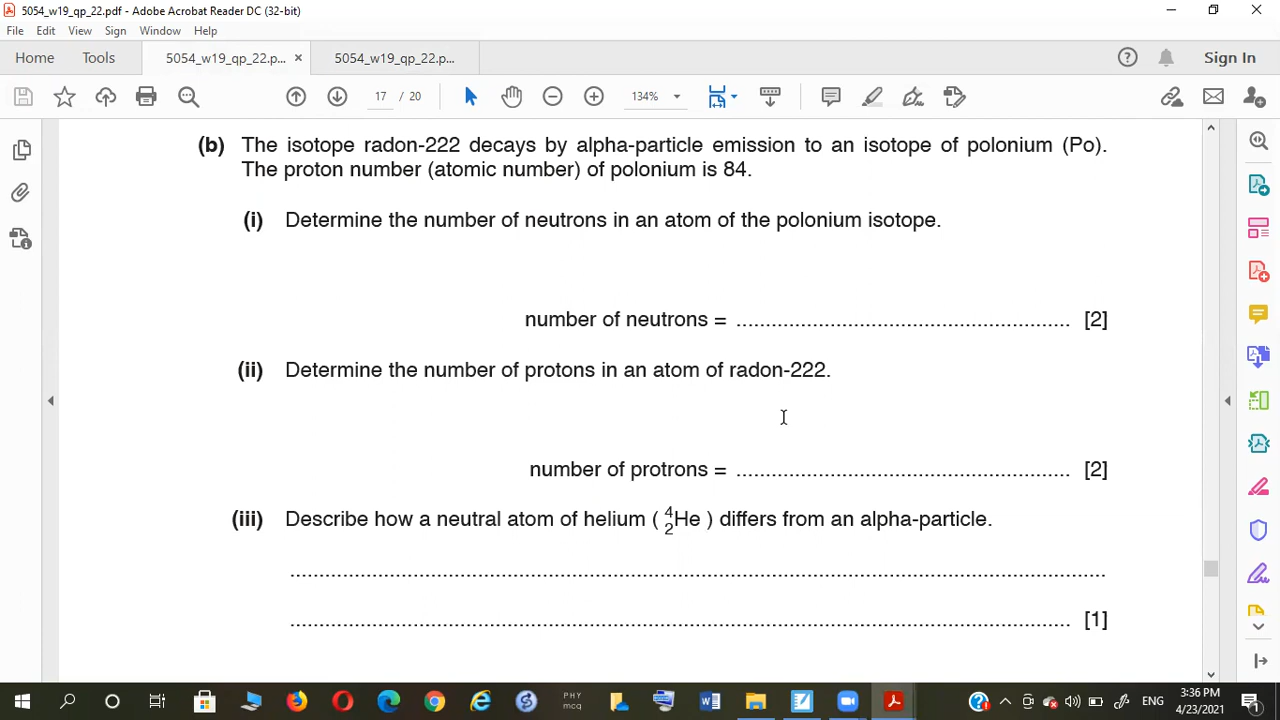 5054_w19_qp_22.pdf - Adobe Acrobat Reader DC (32-bit)
File Edit View Sign Window Help
Home Tools 5054_w19_qp_22.p... × 5054_w19_qp_22.p... Sign In
17 / 20 134%
(b) The isotope radon-222 decays by alpha-particle emission to an isotope of polonium (Po).
The proton number (atomic number) of polonium is 84.
(i) Determine the number of neutrons in an atom of the polonium isotope.
number of neutrons = ......................................................... [2]
(ii) Determine the number of protons in an atom of radon-222.
number of protrons = ......................................................... [2]
(iii) Describe how a neutral atom of helium ( ⁴₂He ) differs from an alpha-particle.
...........................................................................................................................................
..................................................................................................................................... [1]
PHY
mcq
ENG
3:36 PM
4/23/2021
1